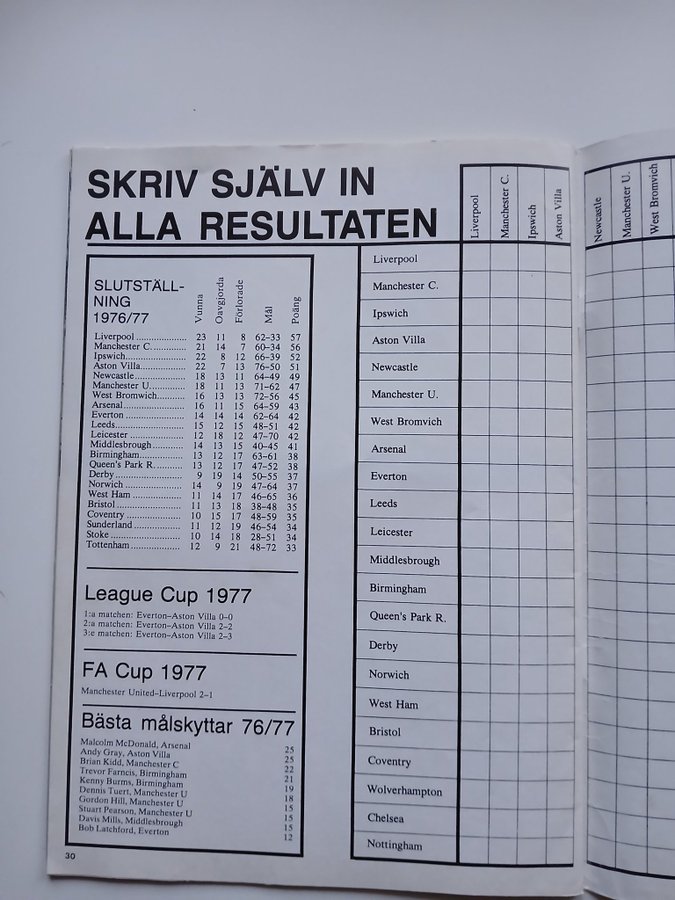 SKRIV SJÄLV IN
ALLA RESULTATEN
SLUTSTÄLL-
NING
1976/77
Vunna
Oavgjorda
Förlorade
Mål
Poäng
Liverpool 23 11 8 62–33 57
Manchester C. 21 14 7 60–34 56
Ipswich 22 8 12 66–39 52
Aston Villa 22 7 13 76–50 51
Newcastle 18 13 11 64–49 49
Manchester U. 18 11 13 71–62 47
West Bromwich 16 13 13 72–56 45
Arsenal 16 11 15 64–59 43
Everton 14 14 14 62–64 42
Leeds 15 12 15 48–51 42
Leicester 12 18 12 47–70 42
Middlesbrough 14 13 15 40–45 41
Birmingham 13 12 17 63–61 38
Queen's Park R. 13 12 17 47–52 38
Derby 9 19 14 50–55 37
Norwich 14 9 19 47–64 37
West Ham 11 14 17 46–65 36
Bristol 11 13 18 38–48 35
Coventry 10 15 17 48–59 35
Sunderland 11 12 19 46–54 34
Stoke 10 14 18 28–51 34
Tottenham 12 9 21 48–72 33
League Cup 1977
1:a matchen: Everton–Aston Villa 0–0
2:a matchen: Everton–Aston Villa 2–2
3:e matchen: Everton–Aston Villa 2–3
FA Cup 1977
Manchester United–Liverpool 2–1
Bästa målskyttar 76/77
Malcolm McDonald, Arsenal 25
Andy Gray, Aston Villa 25
Brian Kidd, Manchester C 22
Trevor Farncis, Birmingham 21
Kenny Burms, Birmingham 19
Dennis Tuert, Manchester U 18
Gordon Hill, Manchester U 15
Stuart Pearson, Manchester U 15
Davis Mills, Middlesbrough 15
Bob Latchford, Everton 12
30
Liverpool
Manchester C.
Ipswich
Aston Villa
Newcastle
Manchester U.
West Bromvich
Liverpool
Manchester C.
Ipswich
Aston Villa
Newcastle
Manchester U.
West Bromvich
Arsenal
Everton
Leeds
Leicester
Middlesbrough
Birmingham
Queen's Park R.
Derby
Norwich
West Ham
Bristol
Coventry
Wolverhampton
Chelsea
Nottingham